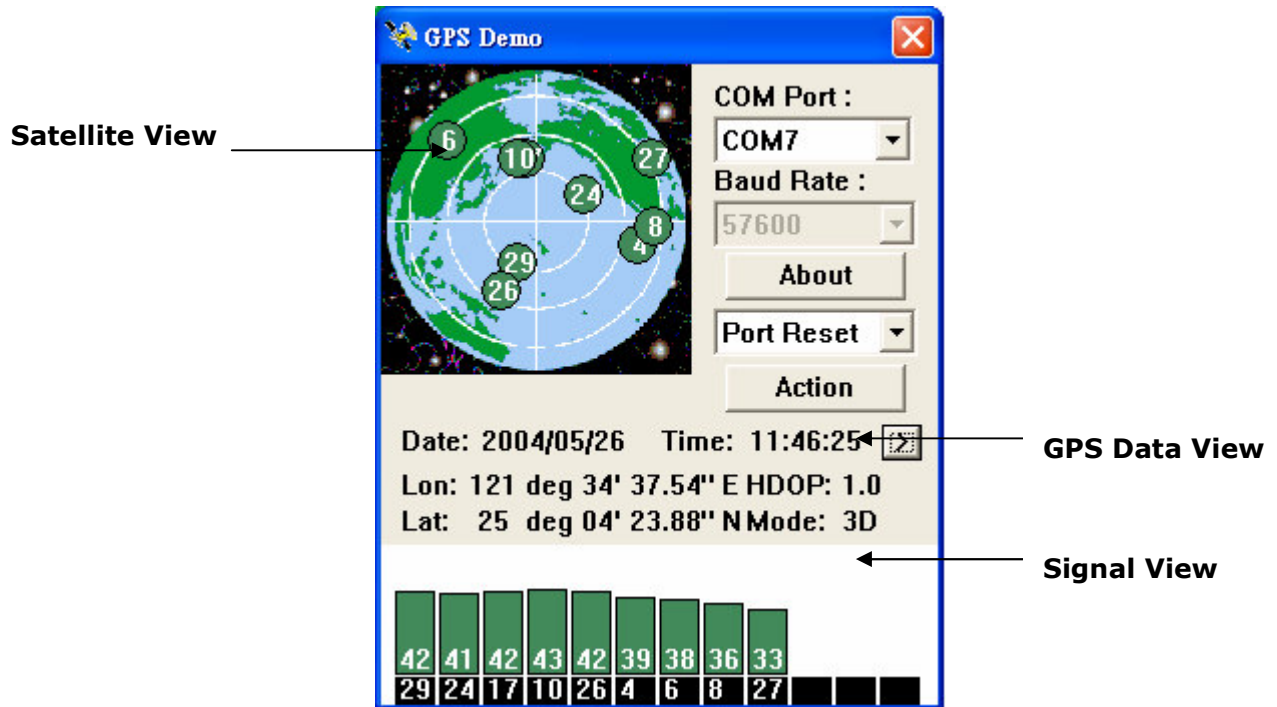 GPS Demo
Satellite View
6
10
27
24
8
4
29
26
COM Port :
COM7
Baud Rate :
57600
About
Port Reset
Action
Date: 2004/05/26 Time: 11:46:25
GPS Data View
Lon: 121 deg 34' 37.54" E HDOP: 1.0
Lat: 25 deg 04' 23.88" N Mode: 3D
Signal View
42 41 42 43 42 39 38 36 33
29 24 17 10 26 4 6 8 27